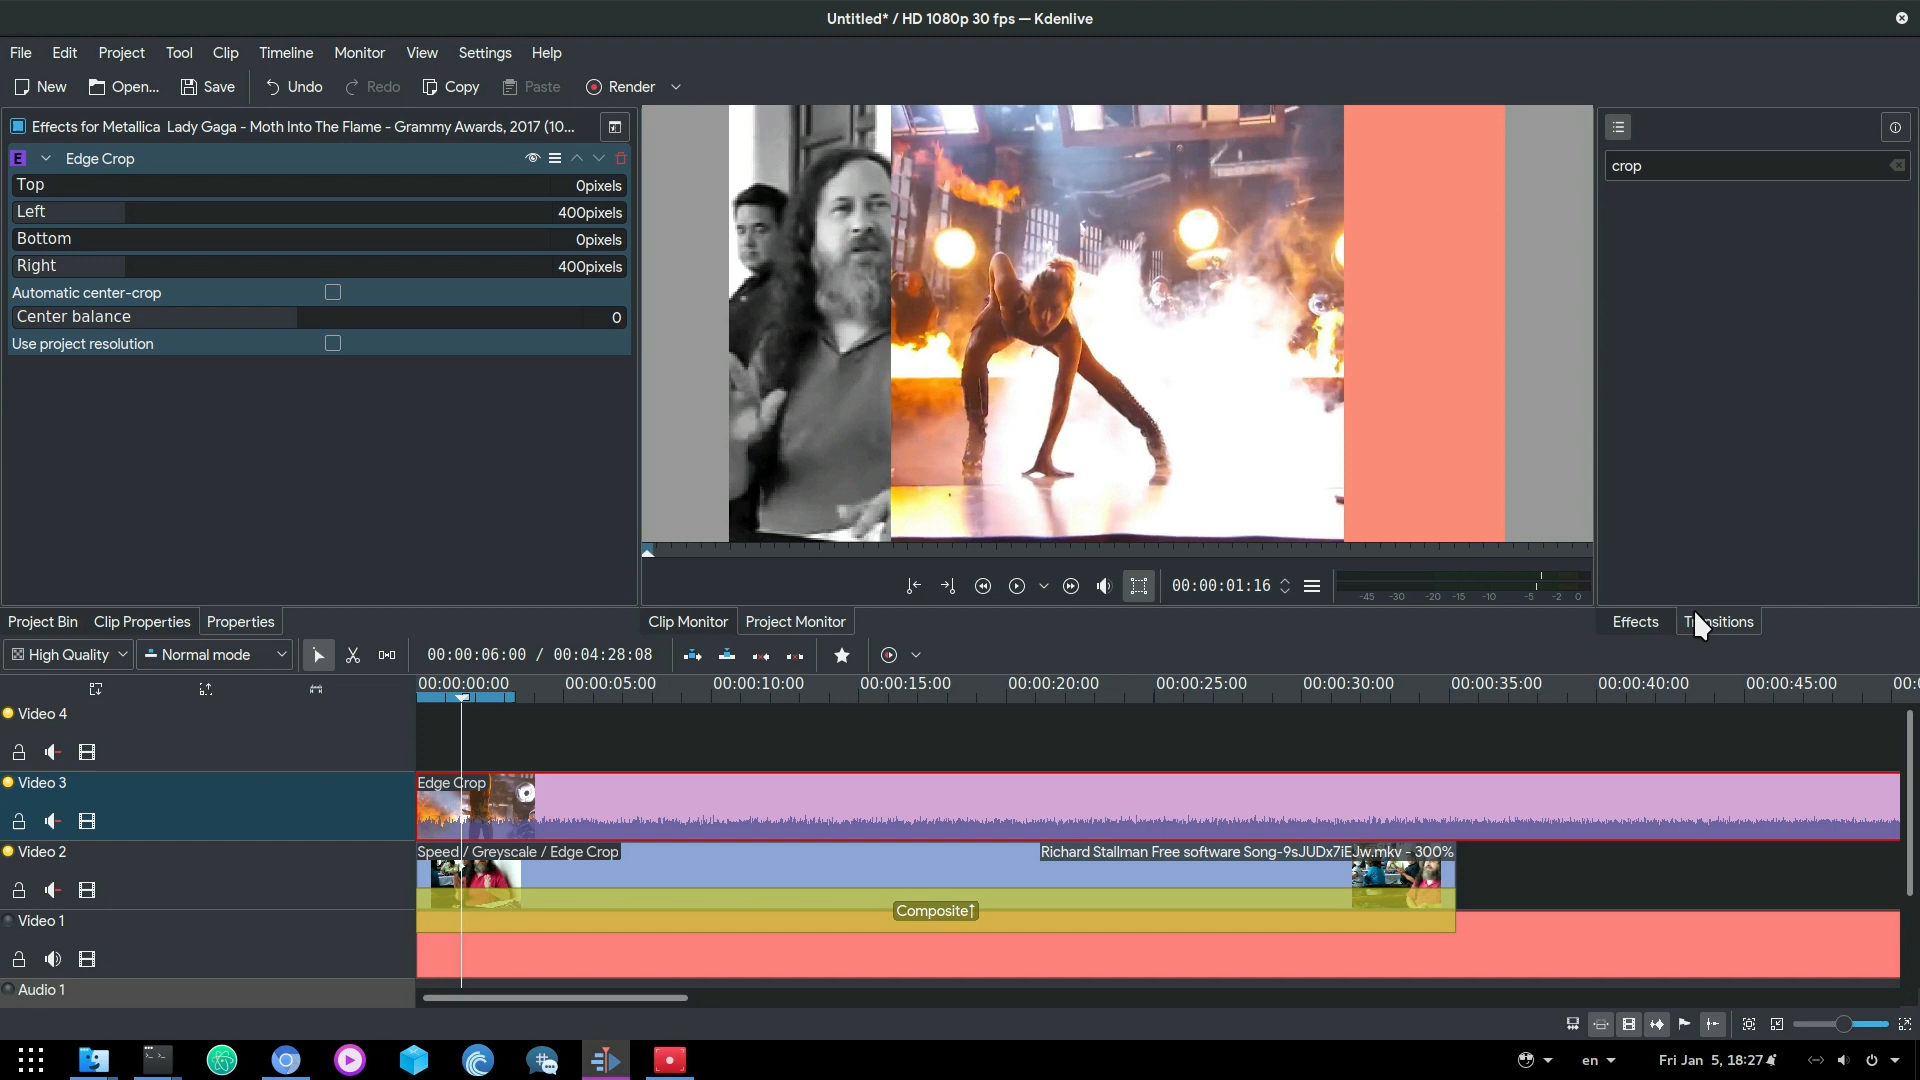 Untitled* / HD 1080p 30 fps — Kdenlive
File Edit Project Tool Clip Timeline Monitor View Settings Help
New Open... Save Undo Redo Copy Paste Render
Effects for Metallica Lady Gaga - Moth Into The Flame - Grammy Awards, 2017 (10...
E Edge Crop
crop
Top 0pixels
Left 400pixels
Bottom 0pixels
Right 400pixels
Automatic center-crop
Center balance 0
Use project resolution
00:00:01:16
-45 -30 -20 -15 -10 -5 -2 0
Project Bin Clip Properties Properties
Clip Monitor Project Monitor
Effects
High Quality Normal mode 00:00:06:00 / 00:04:28:08
00:00:00:00 00:00:05:00 00:00:10:00 00:00:15:00 00:00:20:00 00:00:25:00 00:00:30:00 00:00:35:00 00:00:40:00 00:00:45:00 00:0
Video 4
Video 3
Edge Crop
Video 2
Speed / Greyscale / Edge Crop Richard Stallman Free software Song-9sJUDx7iEJw.mkv - 300%
Composite↑
Video 1
Audio 1
en Fri Jan 5, 18:27